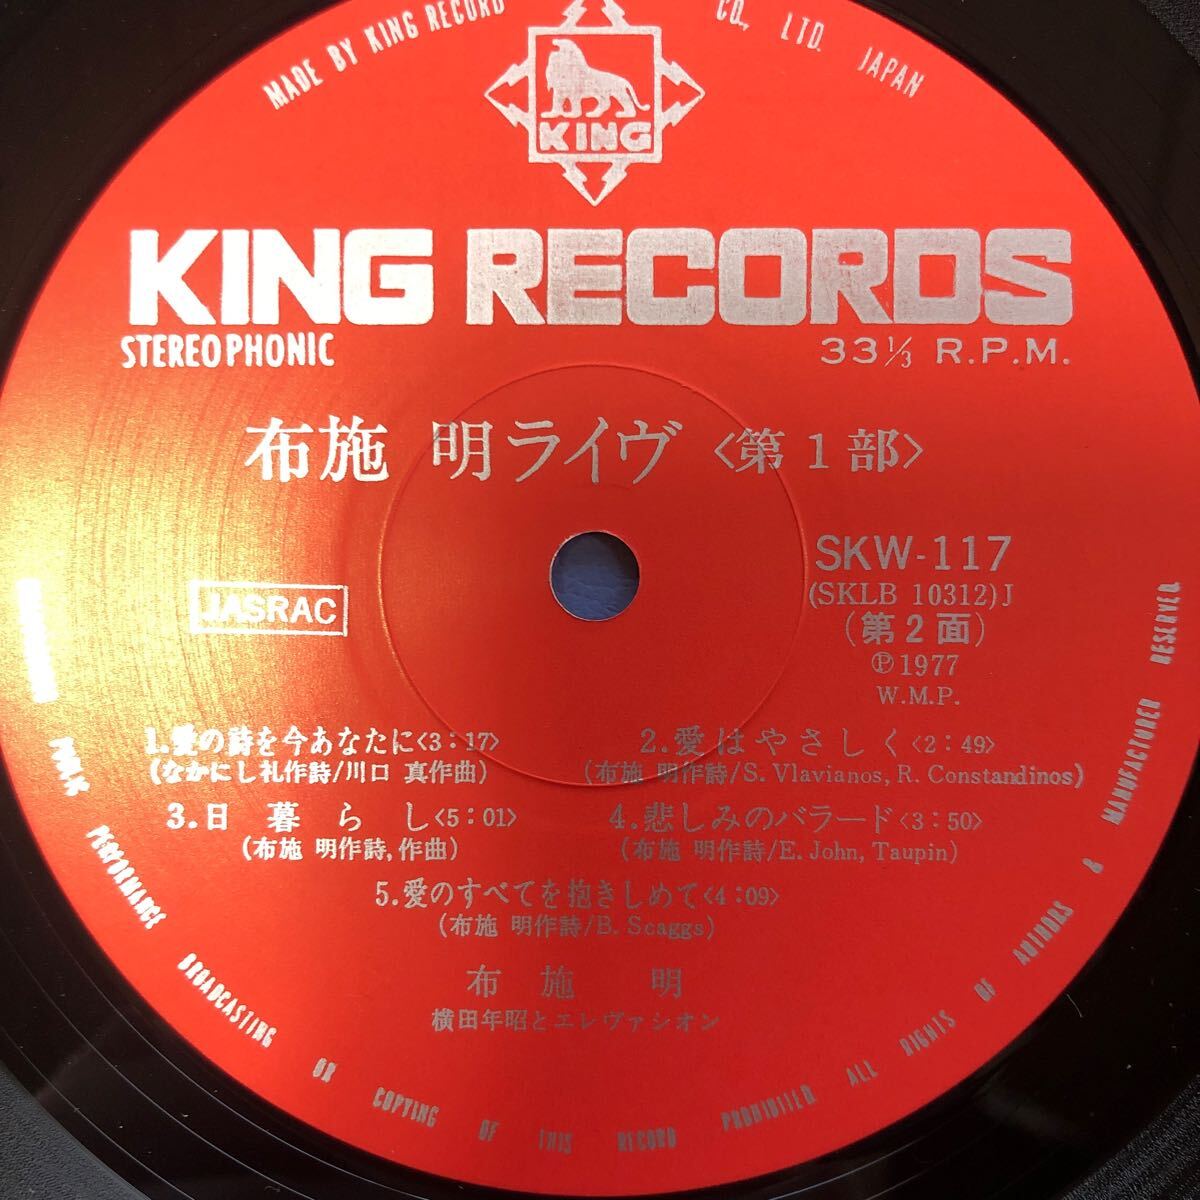 MADE BY KING RECORD CO., LTD. JAPAN
KING
KING RECORDS
STEREOPHONIC
33 1/3 R.P.M.
布施 明ライヴ〈第1部〉
SKW-117
(SKLB 10312)J
(第2面)
℗1977
W.M.P.
JASRAC
1.愛の詩を今あなたに〈3:17〉
(なかにし礼作詩/川口 真作曲)
2.愛はやさしく〈2:49〉
(布施 明作詩/S. Vlavianos, R. Constandinos)
3.日暮らし〈5:01〉
(布施 明作詩,作曲)
4.悲しみのバラード〈3:50〉
(布施 明作詩/E. John, Taupin)
5.愛のすべてを抱きしめて〈4:09〉
(布施 明作詩/B. Scaggs)
布施 明
横田年昭とエレヴァシオン
PERFORMANCE BROADCASTING OR COPYING OF THIS RECORD PROHIBITED ALL RIGHTS OF AUTHORS & MANUFACTURER RESERVED